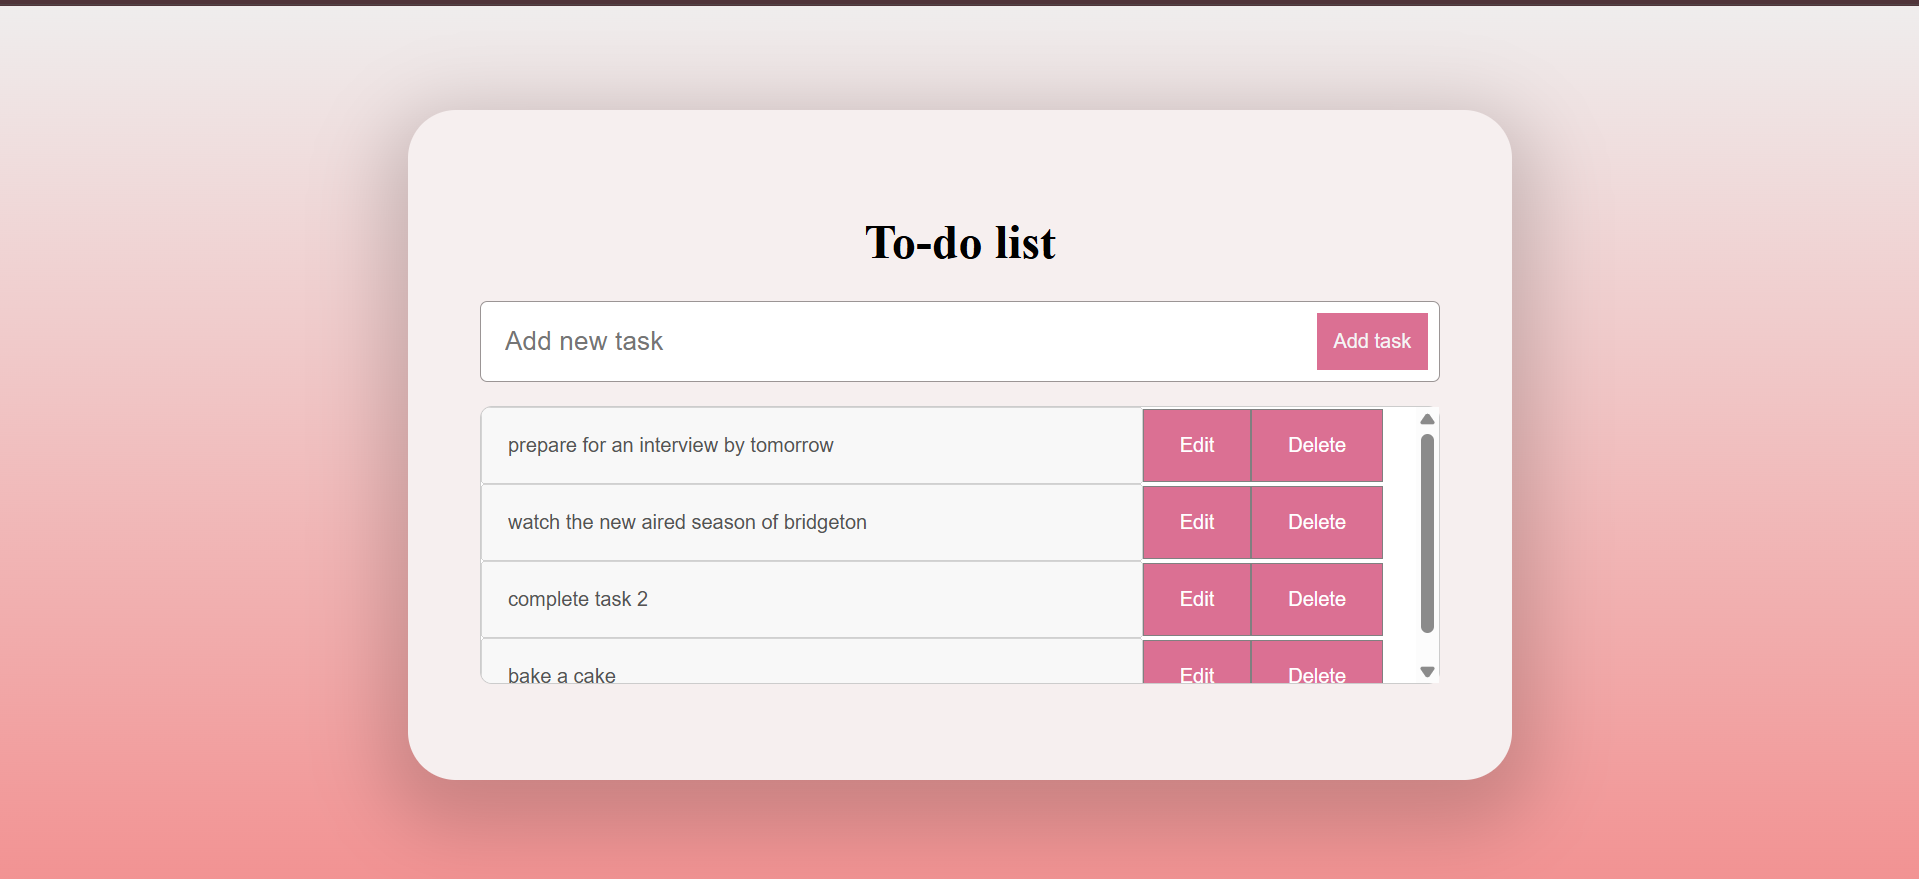 To-do list
Add new task Add task
prepare for an interview by tomorrow Edit Delete
watch the new aired season of bridgeton Edit Delete
complete task 2 Edit Delete
bake a cake Edit Delete